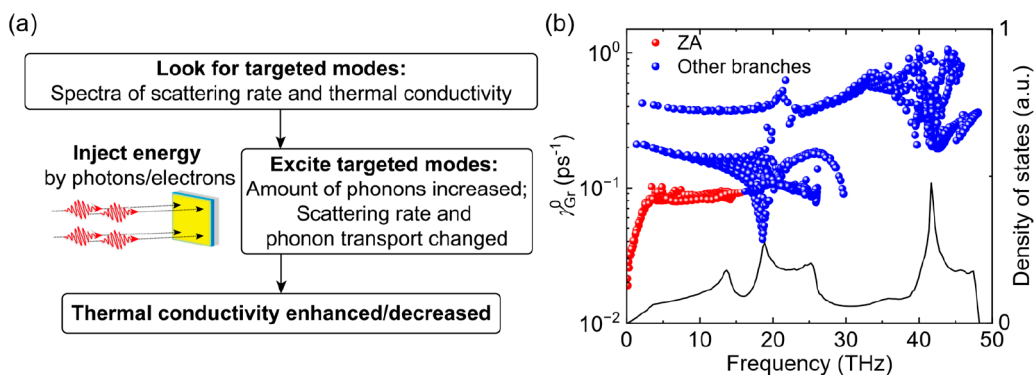 (a)
Look for targeted modes:
Spectra of scattering rate and thermal conductivity
Inject energy
by photons/electrons
Excite targeted modes:
Amount of phonons increased;
Scattering rate and
phonon transport changed
Thermal conductivity enhanced/decreased
(b)
ZA
Other branches
10⁰
10⁻¹
10⁻²
γ⁰Gr (ps⁻¹)
0 10 20 30 40 50
Frequency (THz)
1
0
Density of states (a.u.)